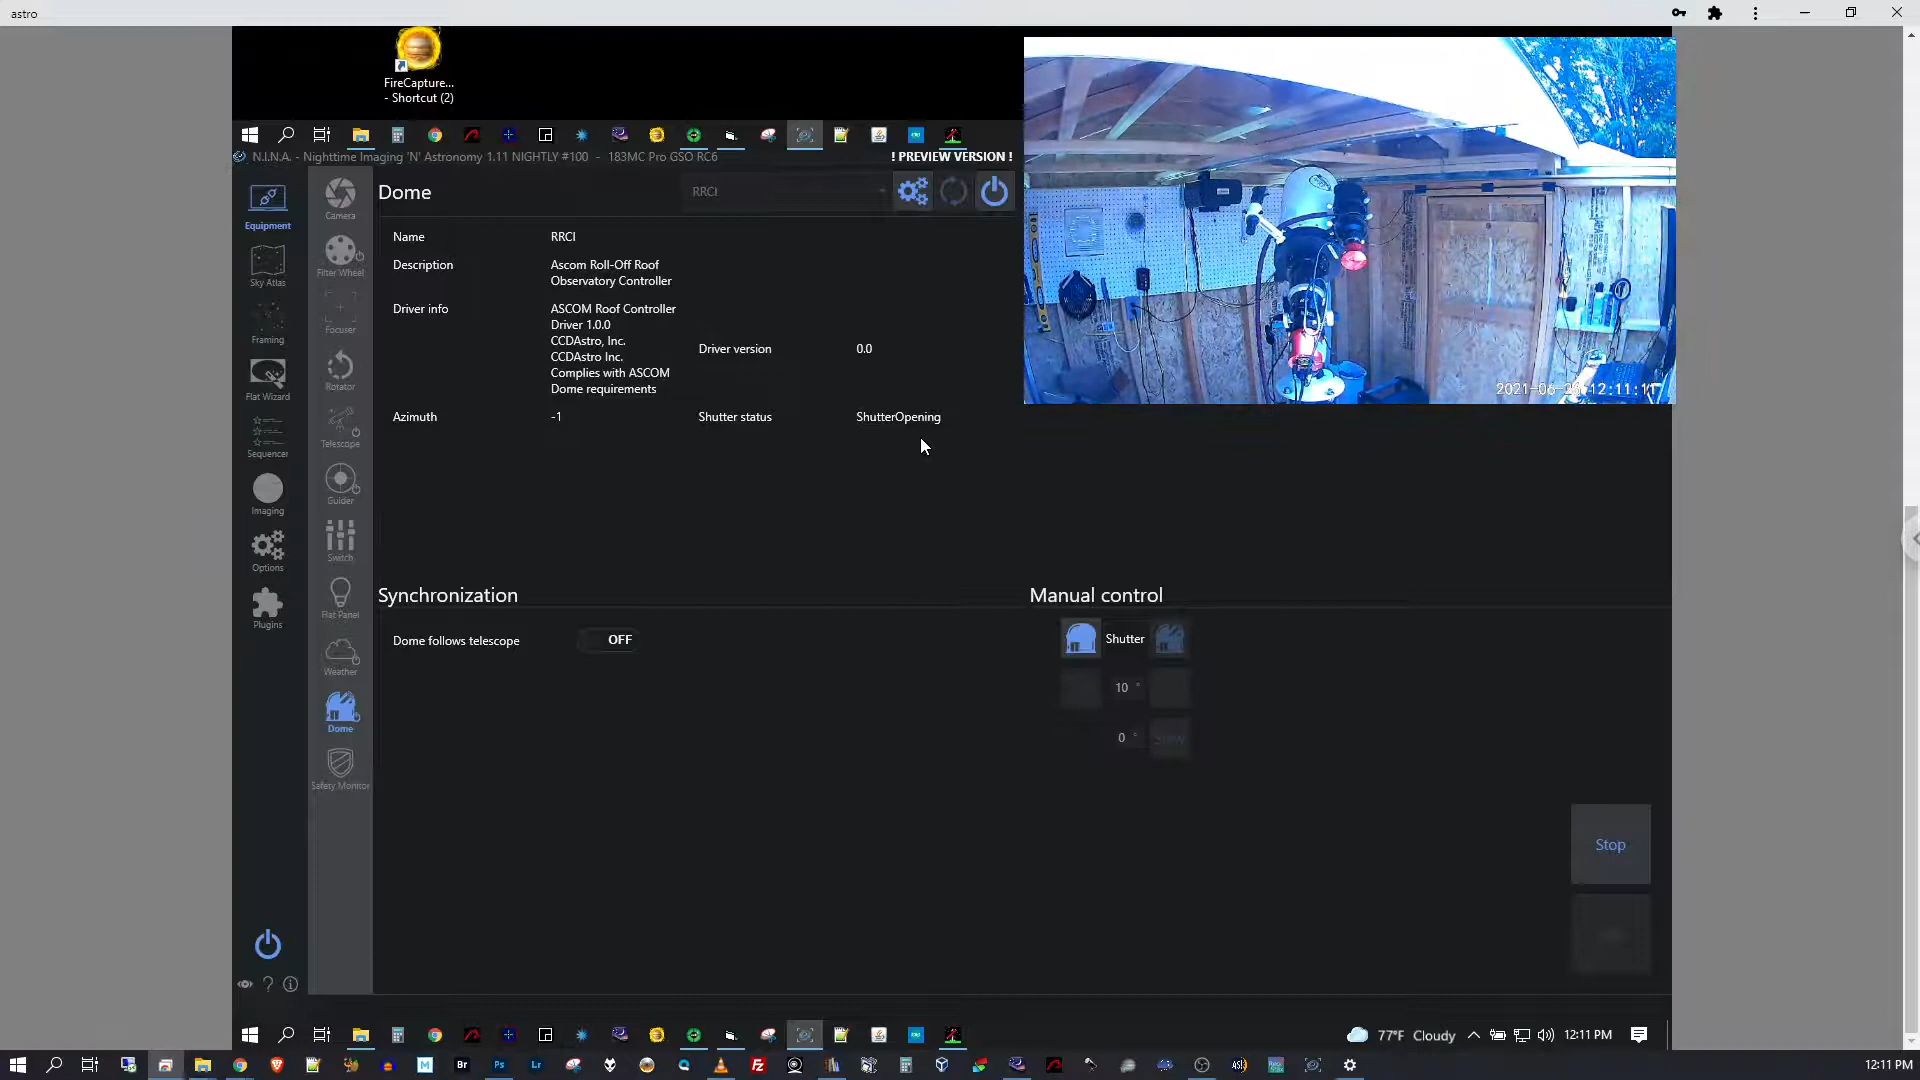 astro
FireCapture...
- Shortcut (2)
N.I.N.A. - Nighttime Imaging 'N' Astronomy 1.11 NIGHTLY #100 - 183MC Pro GSO RC6
! PREVIEW VERSION !
Equipment
Sky Atlas
Framing
Flat Wizard
Sequencer
Imaging
Options
Plugins
Camera
Filter Wheel
Focuser
Rotator
Telescope
Guider
Switch
Flat Panel
Weather
Dome
Safety Monitor
Dome
RRCI
Name
RRCI
Description
Ascom Roll-Off Roof
Observatory Controller
Driver info
ASCOM Roof Controller
Driver 1.0.0
CCDAstro, Inc.
CCDAstro Inc.
Complies with ASCOM
Dome requirements
Driver version
0.0
Azimuth
-1
Shutter status
ShutterOpening
Synchronization
Dome follows telescope
OFF
Manual control
Shutter
10 °
0 °
Slew
Stop
77°F Cloudy
12:11 PM
Br
Ps
Lr
12:11 PM